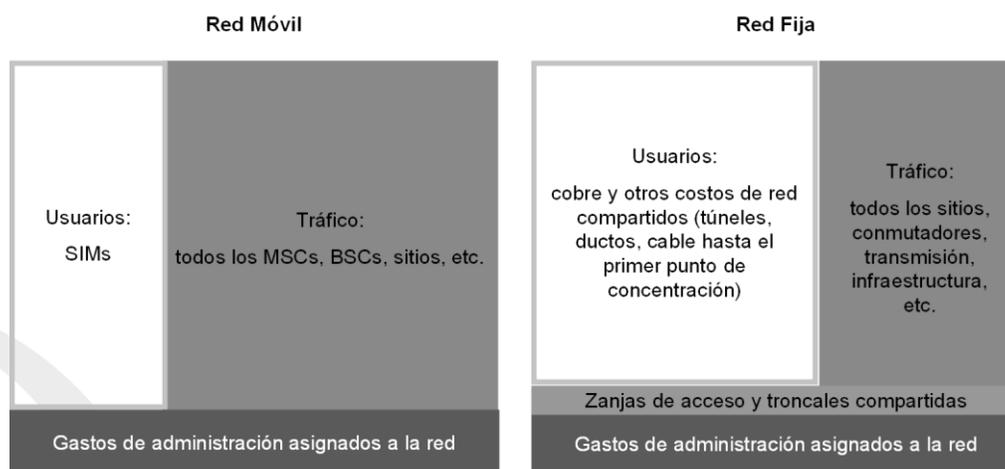 Red Móvil
Usuarios:
SIMs
Tráfico:
todos los MSCs, BSCs, sitios, etc.
Gastos de administración asignados a la red
Red Fija
Usuarios:
cobre y otros costos de red
compartidos (túneles,
ductos, cable hasta el
primer punto de
concentración)
Tráfico:
todos los sitios,
conmutadores,
transmisión,
infraestructura,
etc.
Zanjas de acceso y troncales compartidas
Gastos de administración asignados a la red